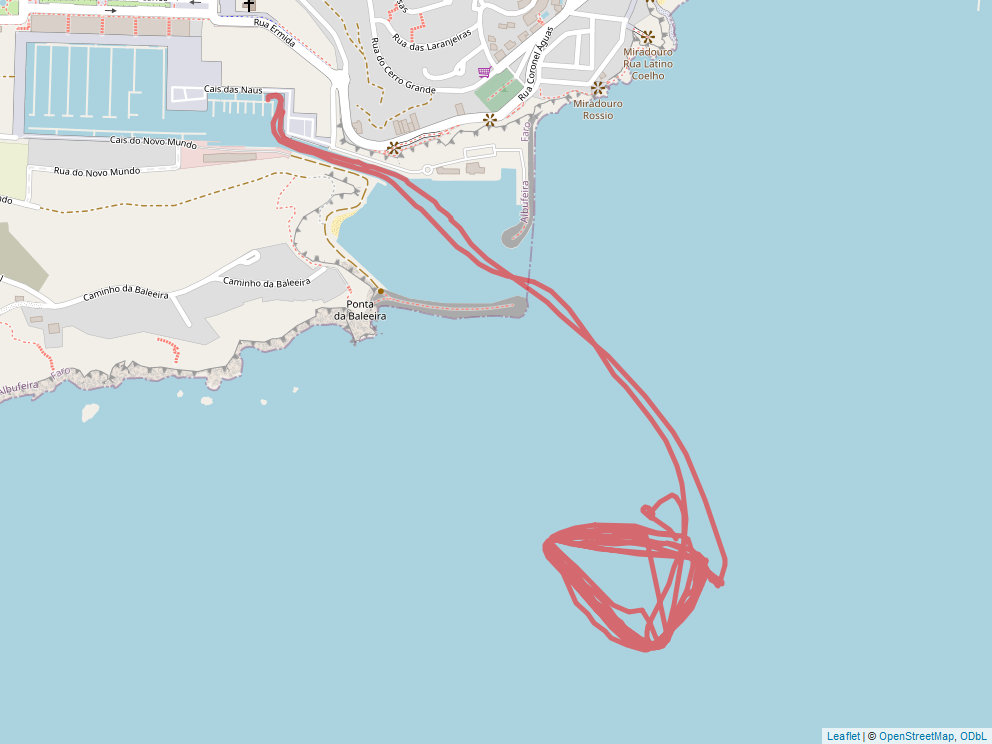 Rua Ermida
Rua das Laranjeiras
Rua do Cerro Grande
Rua Coronel Águas
Miradouro
Rua Latino
Coelho
Miradouro
Rossio
Cais das Naus
Cais do Novo Mundo
Rua do Novo Mundo
Faro
Albufeira
Caminho da Baleeira
Caminho da Baleeira
Ponta
da Baleeira
Faro
Albufeira
Leaflet | © OpenStreetMap, ODbL